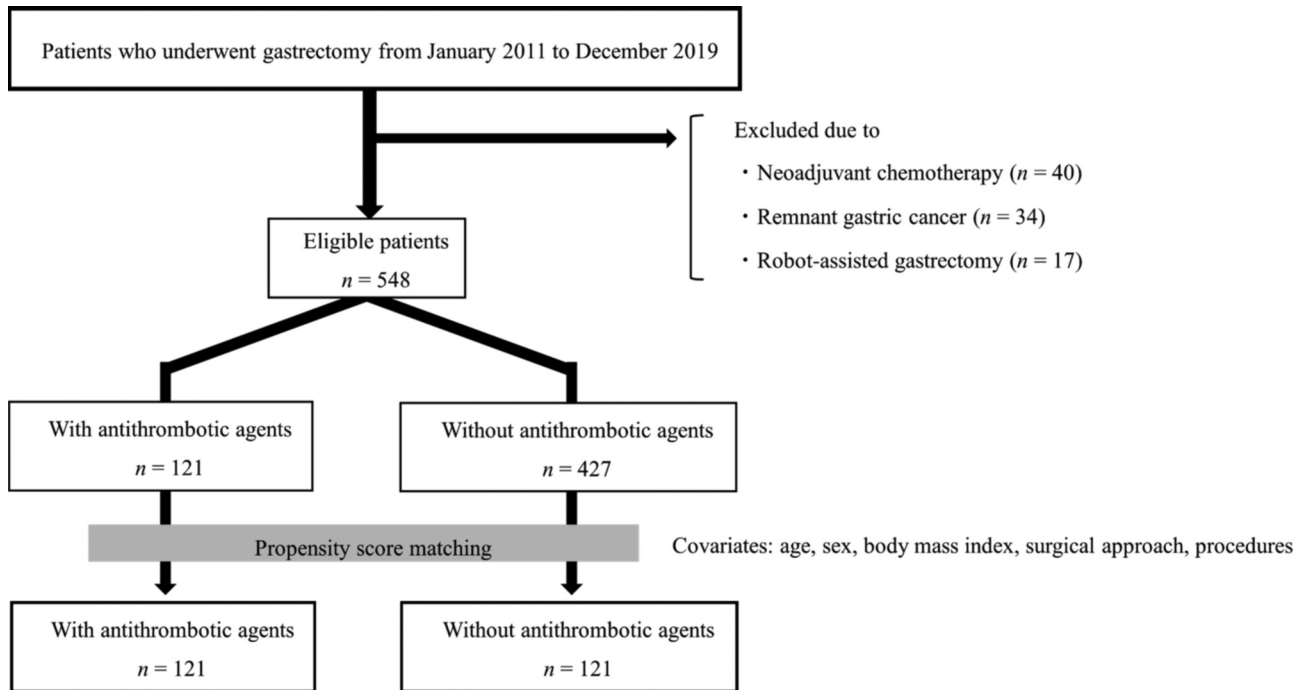 Patients who underwent gastrectomy from January 2011 to December 2019
Excluded due to
・Neoadjuvant chemotherapy (n = 40)
・Remnant gastric cancer (n = 34)
・Robot-assisted gastrectomy (n = 17)
Eligible patients
n = 548
With antithrombotic agents
n = 121
Without antithrombotic agents
n = 427
Propensity score matching
Covariates: age, sex, body mass index, surgical approach, procedures
With antithrombotic agents
n = 121
Without antithrombotic agents
n = 121